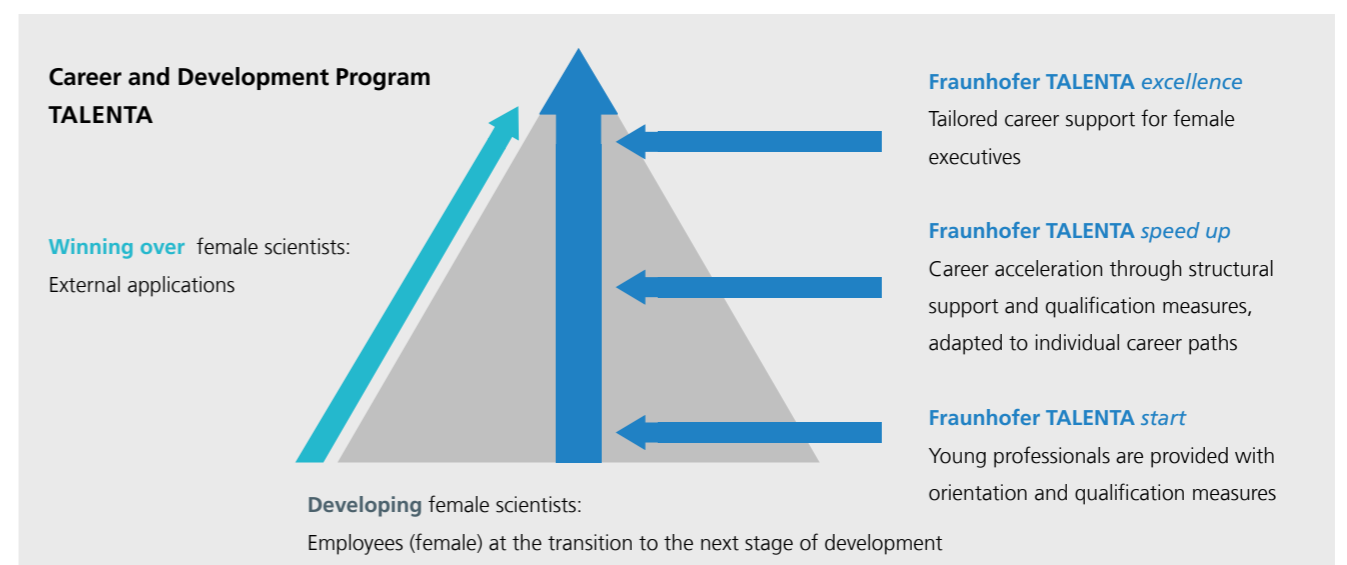 Career and Development Program
TALENTA
Winning over female scientists:
External applications
Fraunhofer TALENTA excellence
Tailored career support for female
executives
Fraunhofer TALENTA speed up
Career acceleration through structural
support and qualification measures,
adapted to individual career paths
Fraunhofer TALENTA start
Young professionals are provided with
orientation and qualification measures
Developing female scientists:
Employees (female) at the transition to the next stage of development